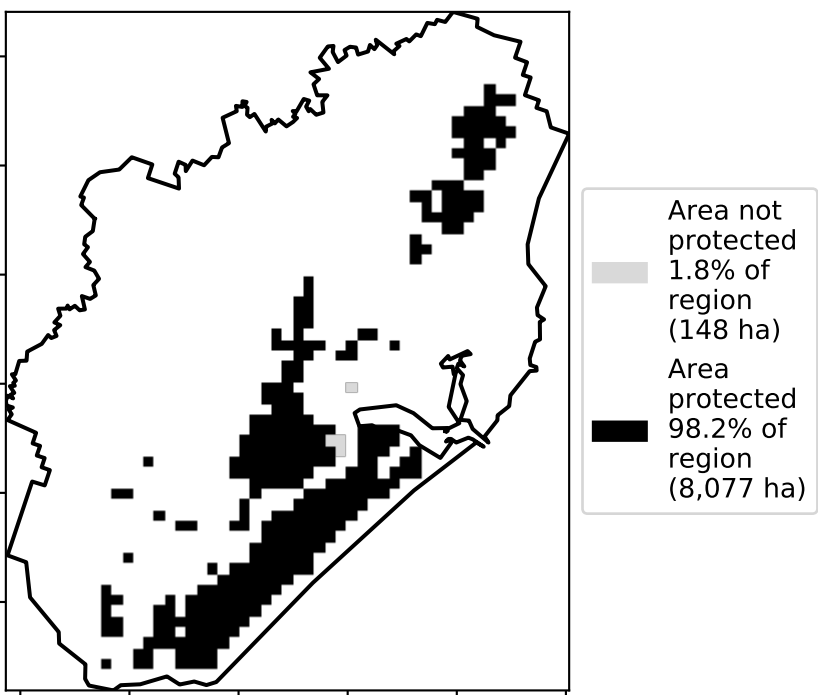 Area not
protected
1.8% of
region
(148 ha)
Area
protected
98.2% of
region
(8,077 ha)